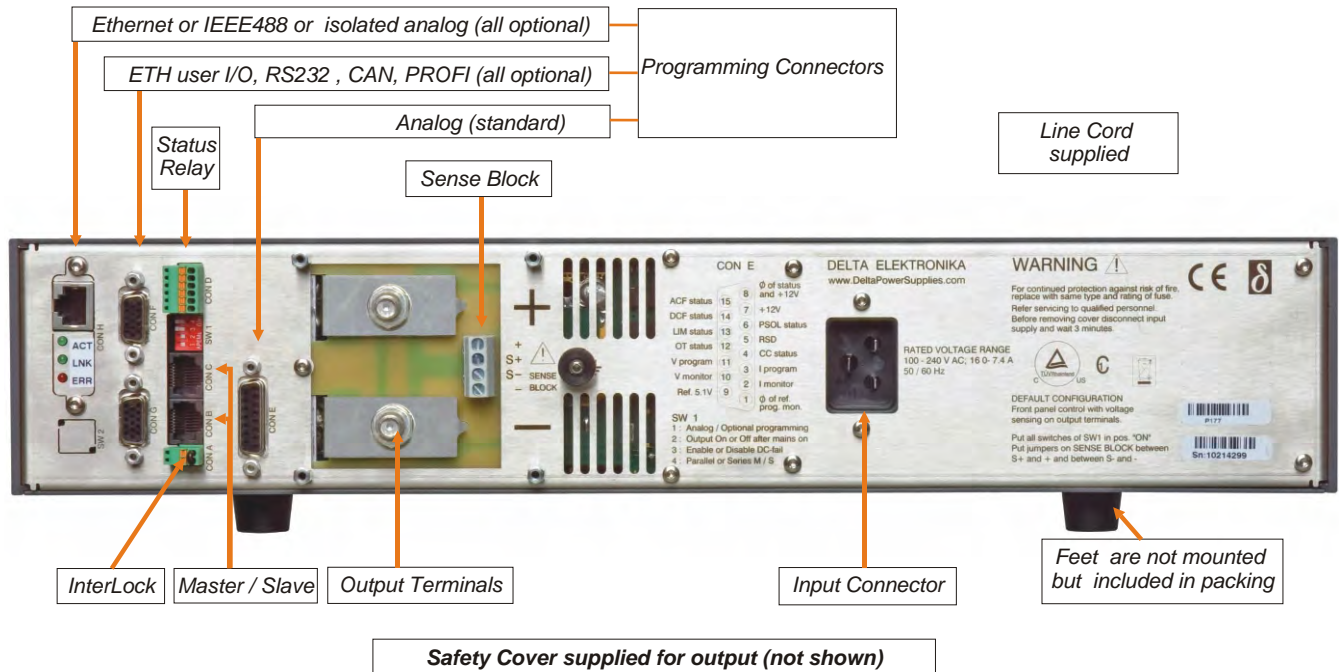 Ethernet or IEEE488 or isolated analog (all optional)
ETH user I/O, RS232 , CAN, PROFI (all optional)
Analog (standard)
Programming Connectors
Status
Relay
Sense Block
Line Cord
supplied
ACT
LNK
ERR
CON H
SW 2
CON F
CON G
CON D
SW 1
CON C
CON B
CON A
CON E
+
S+
S-
-
SENSE
BLOCK
+
-
CON E
ACF status 15
DCF status 14
LIM status 13
OT status 12
V program 11
V monitor 10
Ref. 5.1V 9
8 ϕ of status
and +12V
7 +12V
6 PSOL status
5 RSD
4 CC status
3 I program
2 I monitor
1 ϕ of ref.
prog. mon.
SW 1
1 : Analog / Optional programming
2 : Output On or Off after mains on
3 : Enable or Disable DC-fail
4 : Parallel or Series M / S
DELTA ELEKTRONIKA
www.DeltaPowerSupplies.com
RATED VOLTAGE RANGE
100 - 240 V AC; 16 0- 7.4 A
50 / 60 Hz
WARNING
For continued protection against risk of fire,
replace with same type and rating of fuse.
Refer servicing to qualified personnel.
Before removing cover disconnect input
supply and wait 3 minutes.
CE
δ
C US
DEFAULT CONFIGURATION
Front panel control with voltage
sensing on output terminals.
Put all switches of SW1 in pos. "ON"
Put jumpers on SENSE BLOCK between
S+ and + and between S- and -
P177
Sn:10214299
InterLock
Master / Slave
Output Terminals
Input Connector
Feet are not mounted
but included in packing
Safety Cover supplied for output (not shown)